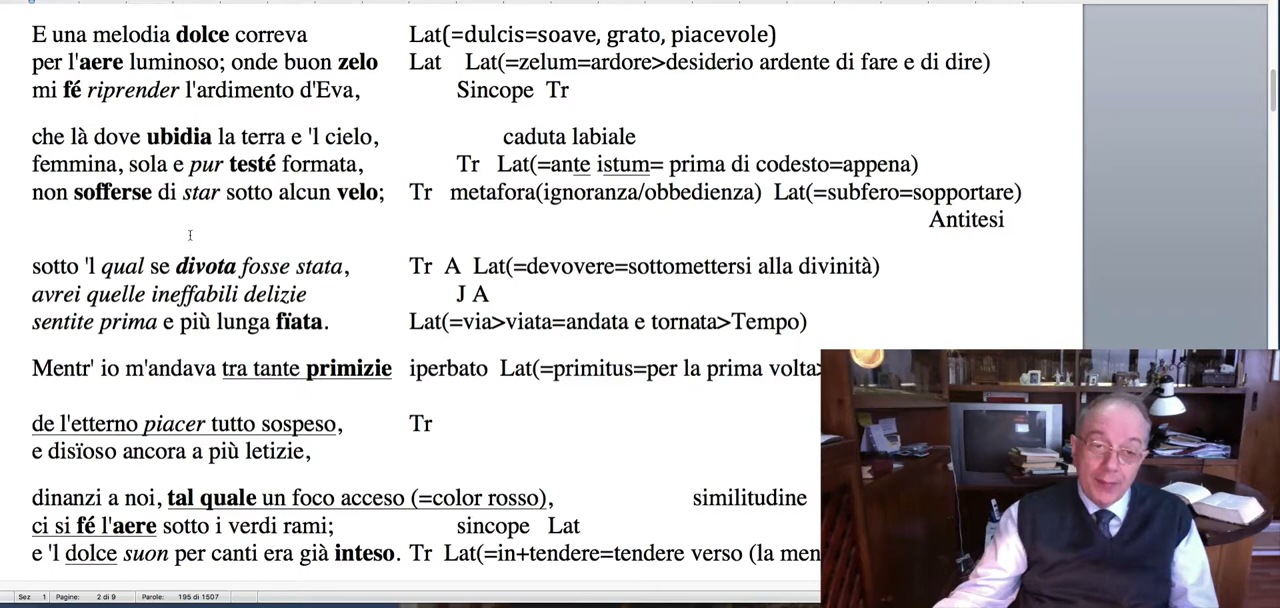 E una melodia dolce correva Lat(=dulcis=soave, grato, piacevole)
per l'aere luminoso; onde buon zelo Lat Lat(=zelum=ardore>desiderio ardente di fare e di dire)
mi fé riprender l'ardimento d'Eva, Sincope Tr
che là dove ubidia la terra e 'l cielo, caduta labiale
femmina, sola e pur testé formata, Tr Lat(=ante istum= prima di codesto=appena)
non sofferse di star sotto alcun velo; Tr metafora(ignoranza/obbedienza) Lat(=subfero=sopportare)
Antitesi
sotto 'l qual se divota fosse stata, Tr A Lat(=devovere=sottomettersi alla divinità)
avrei quelle ineffabili delizie J A
sentite prima e più lunga fïata. Lat(=via>viata=andata e tornata>Tempo)
Mentr' io m'andava tra tante primizie iperbato Lat(=primitus=per la prima volta>
de l'etterno piacer tutto sospeso, Tr
e disïoso ancora a più letizie,
dinanzi a noi, tal quale un foco acceso (=color rosso), similitudine
ci si fé l'aere sotto i verdi rami; sincope Lat
e 'l dolce suon per canti era già inteso. Tr Lat(=in+tendere=tendere verso (la men
Sez 1 Pagine: 2 di 9 Parole: 195 di 1507